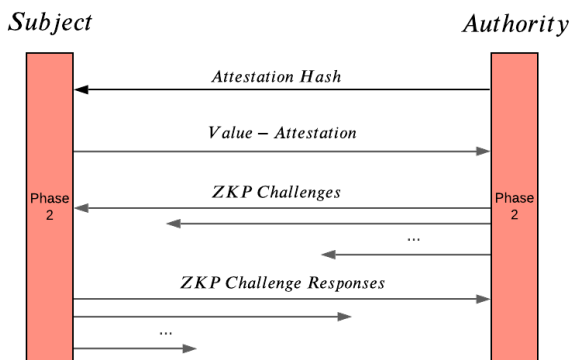 Subject Authority
Attestation Hash
Value − Attestation
ZKP Challenges
Phase
2
Phase
2
...
ZKP Challenge Responses
...